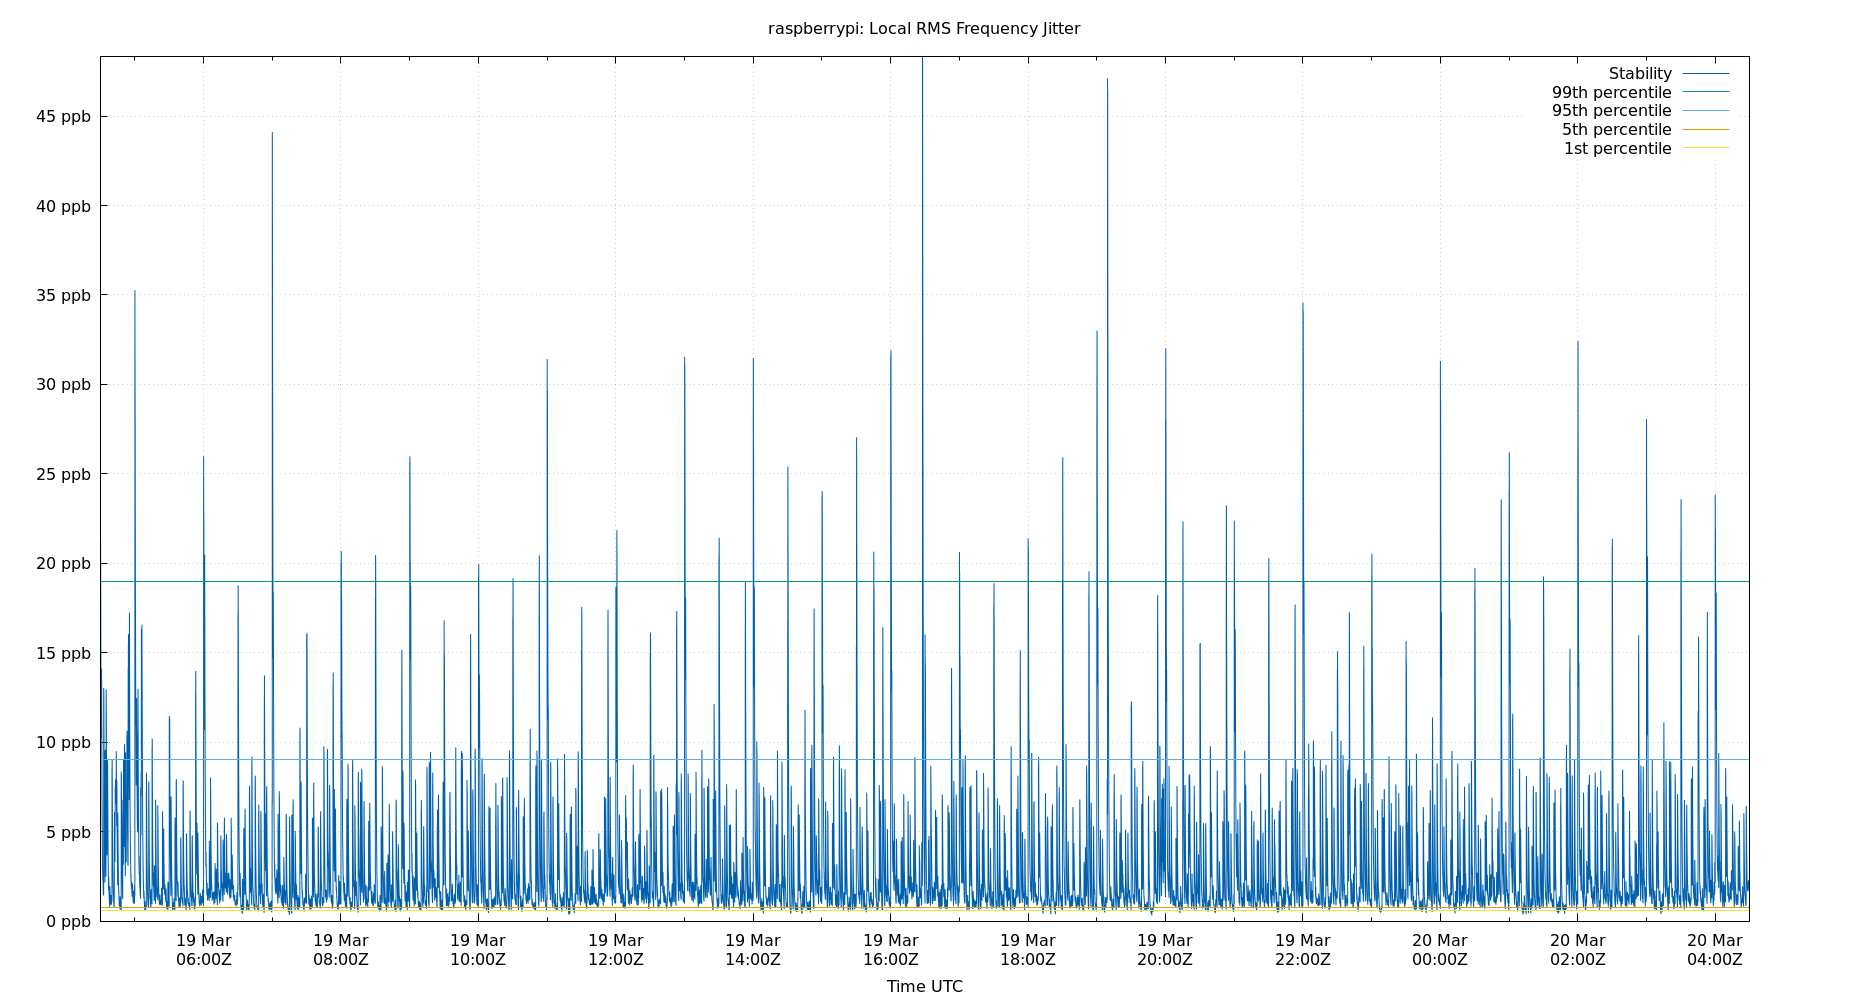 raspberrypi: Local RMS Frequency Jitter
Stability
99th percentile
95th percentile
5th percentile
1st percentile
45 ppb
40 ppb
35 ppb
30 ppb
25 ppb
20 ppb
15 ppb
10 ppb
5 ppb
0 ppb
19 Mar 19 Mar 19 Mar 19 Mar 19 Mar 19 Mar 19 Mar 19 Mar 19 Mar 20 Mar 20 Mar 20 Mar
06:00Z 08:00Z 10:00Z 12:00Z 14:00Z 16:00Z 18:00Z 20:00Z 22:00Z 00:00Z 02:00Z 04:00Z
Time UTC